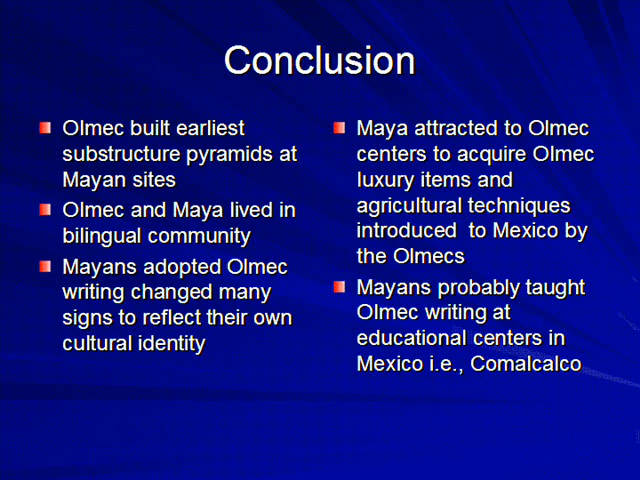 Conclusion
Olmec built earliest
substructure pyramids at
Mayan sites
Olmec and Maya lived in
bilingual community
Mayans adopted Olmec
writing changed many
signs to reflect their own
cultural identity
Maya attracted to Olmec
centers to acquire Olmec
luxury items and
agricultural techniques
introduced  to Mexico by
the Olmecs
Mayans probably taught
Olmec writing at
educational centers in
Mexico i.e., Comalcalco